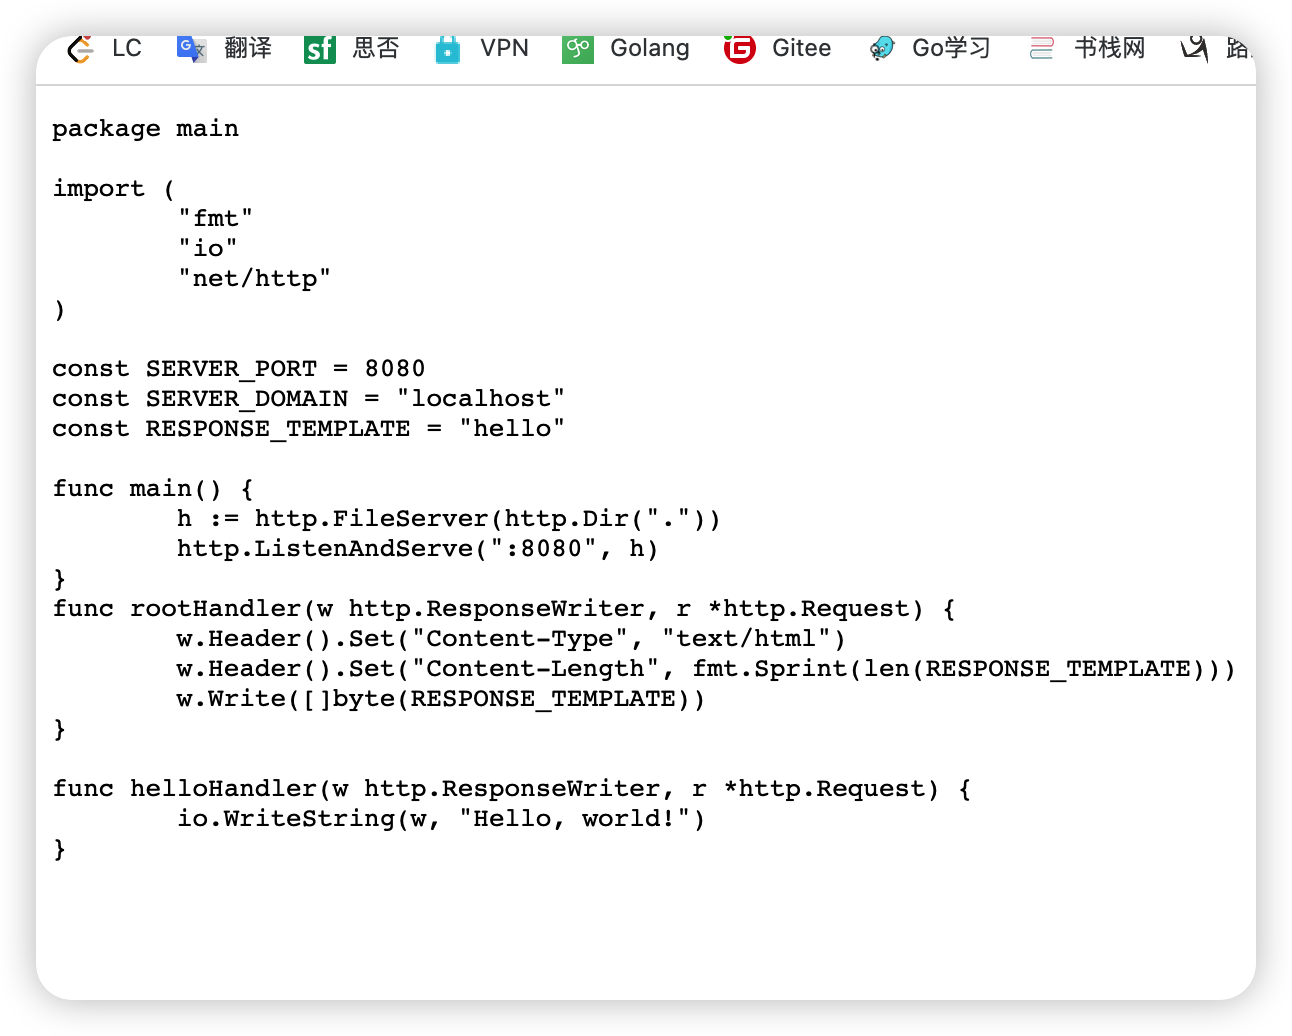 LC 翻译 sf 思否 VPN GO Golang G Gitee Go学习 书栈网
package main
import (
"fmt"
"io"
"net/http"
)
const SERVER_PORT = 8080
const SERVER_DOMAIN = "localhost"
const RESPONSE_TEMPLATE = "hello"
func main() {
h := http.FileServer(http.Dir("."))
http.ListenAndServe(":8080", h)
}
func rootHandler(w http.ResponseWriter, r *http.Request) {
w.Header().Set("Content-Type", "text/html")
w.Header().Set("Content-Length", fmt.Sprint(len(RESPONSE_TEMPLATE)))
w.Write([]byte(RESPONSE_TEMPLATE))
}
func helloHandler(w http.ResponseWriter, r *http.Request) {
io.WriteString(w, "Hello, world!")
}